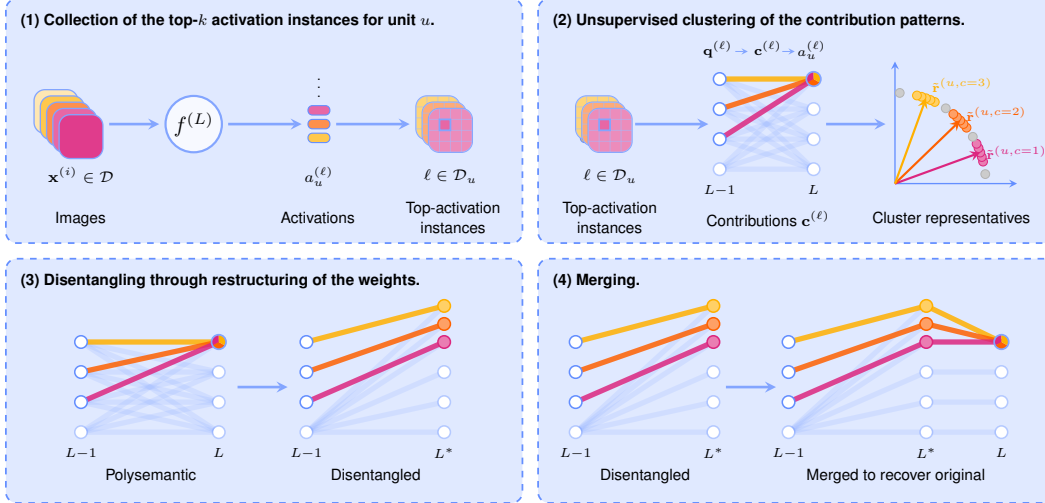 (1) Collection of the top-k activation instances for unit u.
f^(L)
x^(i) ∈ D
a_u^(ℓ)
ℓ ∈ D_u
Images
Activations
Top-activation
instances
(2) Unsupervised clustering of the contribution patterns.
q^(ℓ) → c^(ℓ) → a_u^(ℓ)
r̃^(u,c=3)
r̃^(u,c=2)
r̃^(u,c=1)
ℓ ∈ D_u
L−1
L
Top-activation
instances
Contributions c^(ℓ)
Cluster representatives
(3) Disentangling through restructuring of the weights.
L−1
L
L−1
L*
Polysemantic
Disentangled
(4) Merging.
L−1
L*
L−1
L*
L
Disentangled
Merged to recover original